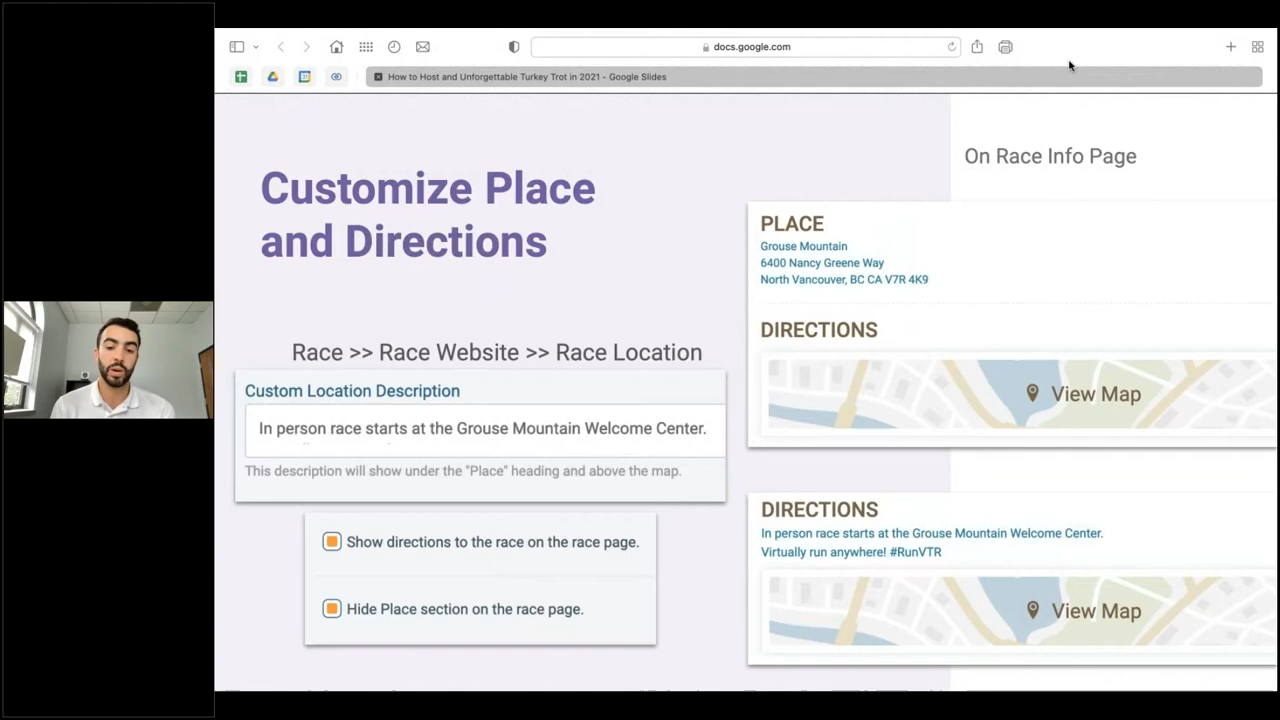 docs.google.com
How to Host and Unforgettable Turkey Trot in 2021 - Google Slides
Customize Place
and Directions
Race >> Race Website >> Race Location
Custom Location Description
In person race starts at the Grouse Mountain Welcome Center.
This description will show under the "Place" heading and above the map.
Show directions to the race on the race page.
Hide Place section on the race page.
On Race Info Page
PLACE
Grouse Mountain
6400 Nancy Greene Way
North Vancouver, BC CA V7R 4K9
DIRECTIONS
View Map
DIRECTIONS
In person race starts at the Grouse Mountain Welcome Center.
Virtually run anywhere! #RunVTR
View Map